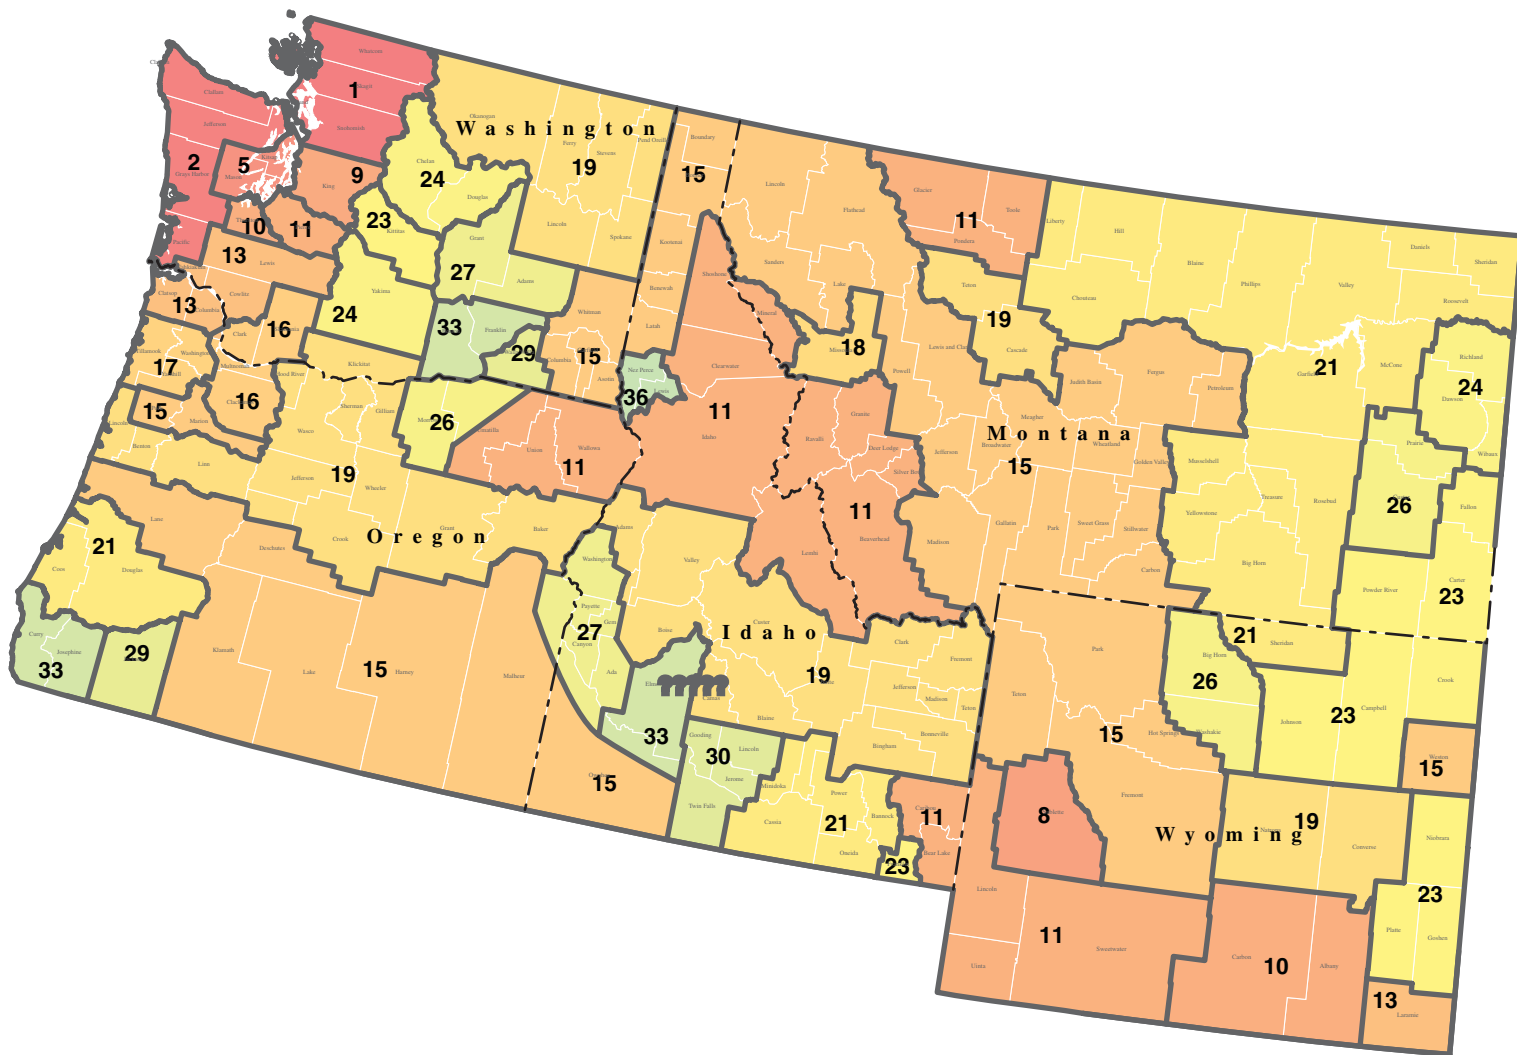 Whatcom
Clallam
1
Skagit
Jefferson
Snohomish
Okanogan
Washington
Ferry
Stevens
Pend Oreille
Boundary
2
5
Kitsap
Grays Harbor
Mason
9
King
Chelan
24
19
15
Lincoln
Flathead
Glacier
Toole
11
Pondera
Liberty
Hill
Blaine
Phillips
Valley
Daniels
Sheridan
Roosevelt
Douglas
10
11
23
Kittitas
Grant
Lincoln
Spokane
Kootenai
Pacific
13
Lewis
27
Adams
Shoshone
Sanders
Lake
Mineral
Teton
Chouteau
19
Cascade
Clatsop
13
Columbia
Cowlitz
Yakima
24
Benewah
Whitman
16
Clark
33
Franklin
29
Columbia
15
Asotin
Latah
18
Missoula
Lewis and Clark
Powell
Judith Basin
Fergus
Petroleum
Garfield
21
McCone
Richland
24
Dawson
Wibaux
Tillamook
Washington
17
Yamhill
Multnomah
Hood River
Klickitat
Nez Perce
36
Lewis
Clearwater
15
Marion
16
Sherman
Gilliam
Wasco
26
Umatilla
Union
Wallowa
11
11
Idaho
Granite
Ravalli
Deer Lodge
Silver Bow
Meagher
Broadwater
Montana
Wheatland
15
Golden Valley
Jefferson
Musselshell
Prairie
Lincoln
Benton
Linn
Jefferson
19
Wheeler
Treasure
Rosebud
Yellowstone
26
Fallon
Lane
Deschutes
Crook
Oregon
Grant
Baker
Adams
11
Beaverhead
Gallatin
Park
Sweet Grass
Stillwater
Madison
21
Coos
Douglas
Washington
Valley
Lemhi
Carbon
Big Horn
Powder River
Carter
23
Payette
Gem
27
Canyon
Boise
Custer
Idaho
Clark
Fremont
Curry
Josephine
33
29
Klamath
Lake
15
Harney
Malheur
Ada
Elmore
Camas
19
Jefferson
Madison
Teton
Teton
Park
Big Horn
26
21
Sheridan
Crook
Blaine
Bonneville
Bingham
15
Hot Springs
Washakie
Johnson
23
Campbell
33
Gooding
30
Lincoln
Jerome
15
Weston
15
Minidoka
Power
Twin Falls
Cassia
21
Bannock
Caribou
11
Oneida
23
Bear Lake
8
Fremont
Wyoming
19
Converse
Niobrara
23
Lincoln
Platte
Goshen
11
Sweetwater
Uinta
Carbon
10
Albany
13
Laramie